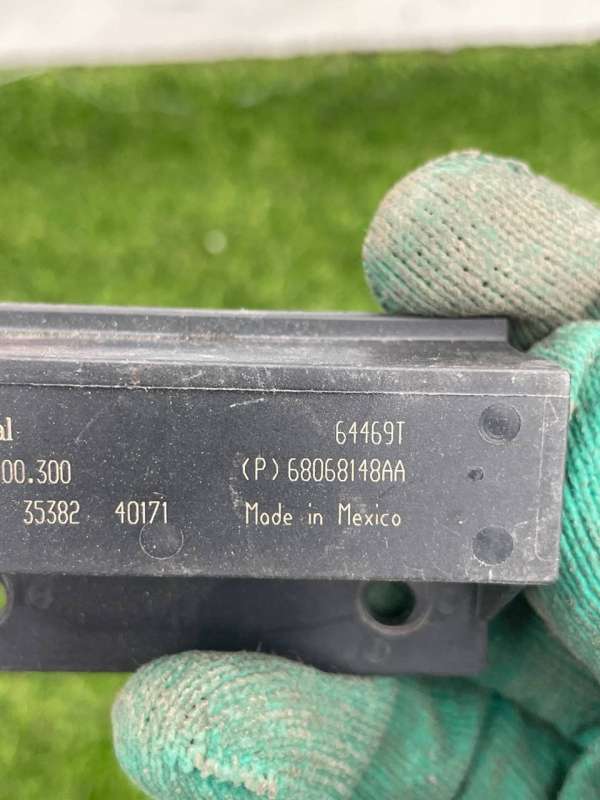 al 64469T
00.300 (P) 68068148AA
35382 40171 Made in Mexico